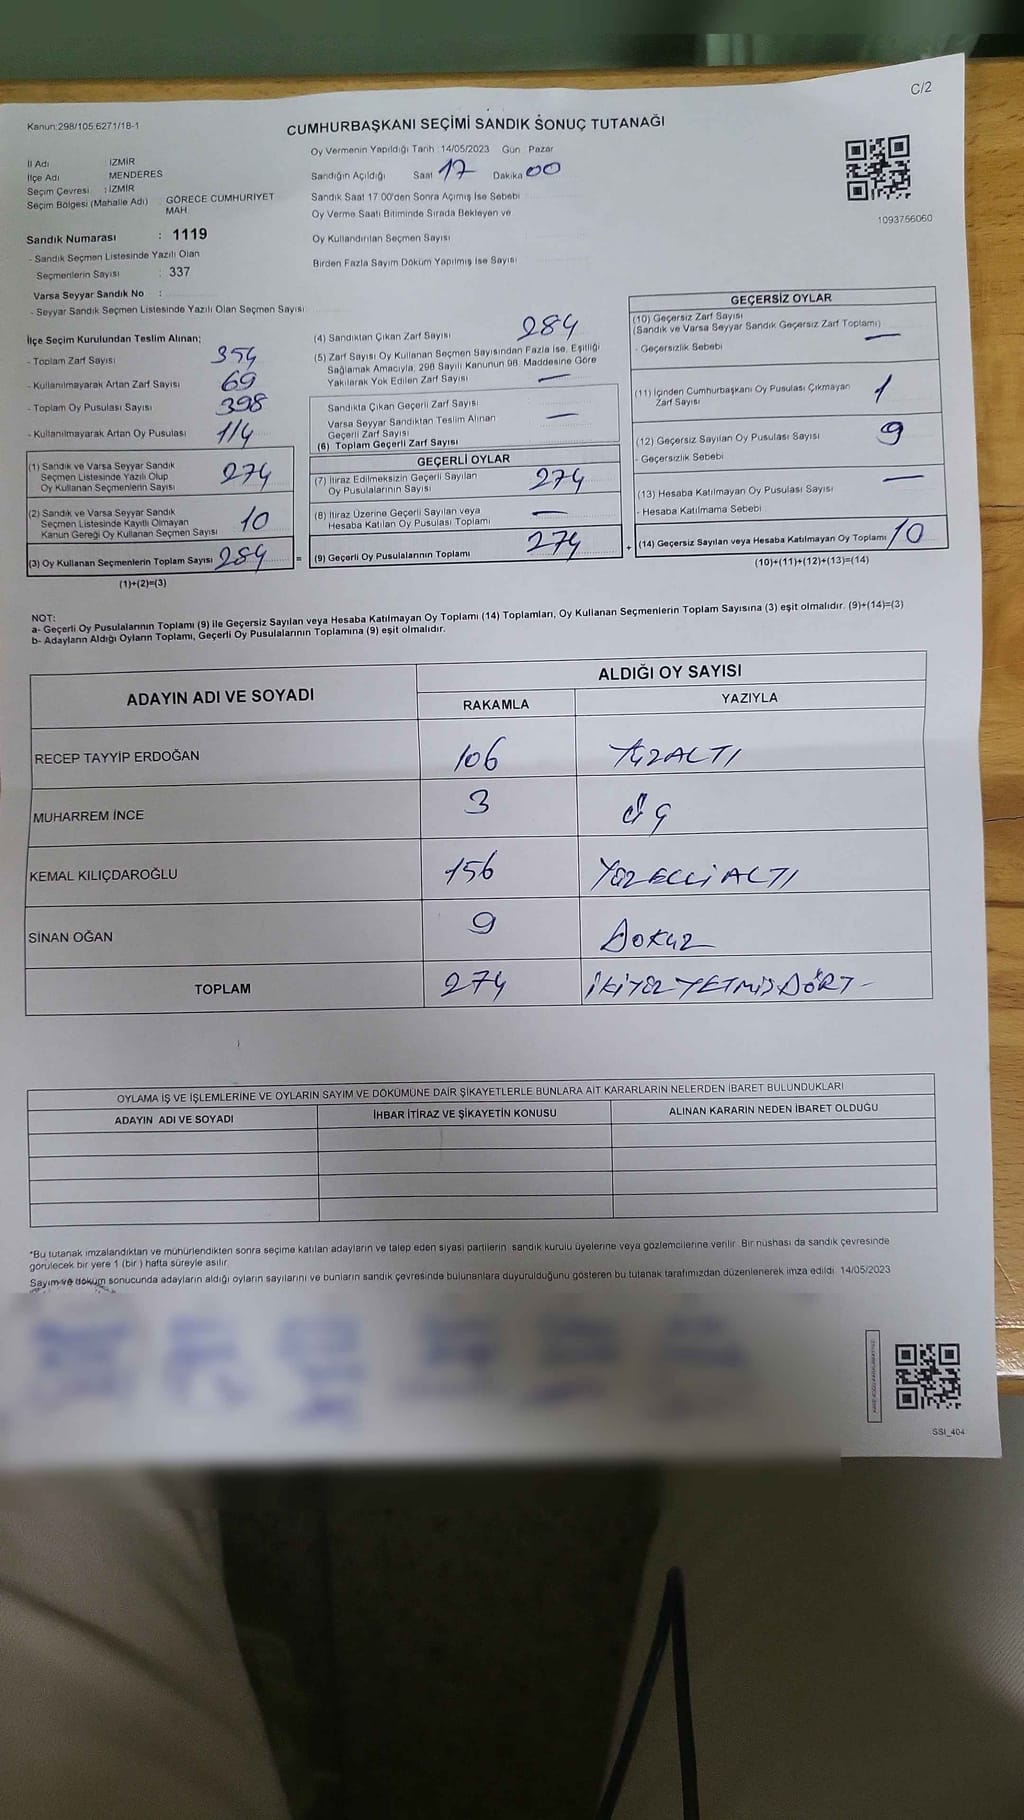 C/2
Kanun:298/105:6271/1B-1
CUMHURBAŞKANI SEÇİMİ SANDIK SONUÇ TUTANAĞI
İl Adı İZMİR
İlçe Adı MENDERES
Seçim Çevresi : İZMİR
Seçim Bölgesi (Mahalle Adı) GÖRECE CUMHURİYET
MAH
Sandık Numarası : 1119
- Sandık Seçmen Listesinde Yazılı Olan
Seçmenlerin Sayısı : 337
Varsa Seyyar Sandık No :
- Seyyar Sandık Seçmen Listesinde Yazılı Olan Seçmen Sayısı
Oy Vermenin Yapıldığı Tarih :14/05/2023 Gün Pazar
Sandığın Açıldığı Saat 17 Dakika 00
Sandık Saat 17.00'den Sonra Açımış İse Sebebi
Oy Verme Saati Bitiminde Sırada Bekleyen ve
Oy Kullandırılan Seçmen Sayısı
Birden Fazla Sayım Döküm Yapılmış İse Sayısı
1093766060
İlçe Seçim Kurulundan Teslim Alınan;
- Toplam Zarf Sayısı 354
- Kullanılmayarak Artan Zarf Sayısı 69
- Toplam Oy Pusulası Sayısı 398
- Kullanılmayarak Artan Oy Pusulası 114
(1) Sandık ve Varsa Seyyar Sandık
Seçmen Listesinde Yazılı Olup
Oy Kullanan Seçmenlerin Sayısı 274
(2) Sandık ve Varsa Seyyar Sandık
Seçmen Listesinde Kayıtlı Olmayan
Kanun Gereği Oy Kullanan Seçmen Sayısı 10
(3) Oy Kullanan Seçmenlerin Toplam Sayısı 284 =
(1)+(2)=(3)
(4) Sandıktan Çıkan Zarf Sayısı 284
(5) Zarf Sayısı Oy Kullanan Seçmen Sayısından Fazla İse, Eşitliği
Sağlamak Amacıyla, 298 Sayılı Kanunun 98. Maddesine Göre
Yakılarak Yok Edilen Zarf Sayısı —
Sandıkta Çıkan Geçerli Zarf Sayısı
Varsa Seyyar Sandıktan Teslim Alınan —
Geçerli Zarf Sayısı
(6) Toplam Geçerli Zarf Sayısı
GEÇERLİ OYLAR
(7) İtiraz Edilmeksizin Geçerli Sayılan
Oy Pusulalarının Sayısı 274
(8) İtiraz Üzerine Geçerli Sayılan veya
Hesaba Katılan Oy Pusulası Toplamı —
(9) Geçerli Oy Pusulalarının Toplamı 274 +
GEÇERSİZ OYLAR
(10) Geçersiz Zarf Sayısı
(Sandık ve Varsa Seyyar Sandık Geçersiz Zarf Toplamı)
- Geçersizlik Sebebi —
(11) İçinden Cumhurbaşkanı Oy Pusulası Çıkmayan
Zarf Sayısı 1
(12) Geçersiz Sayılan Oy Pusulası Sayısı 9
- Geçersizlik Sebebi
(13) Hesaba Katılmayan Oy Pusulası Sayısı —
- Hesaba Katılmama Sebebi
(14) Geçersiz Sayılan veya Hesaba Katılmayan Oy Toplamı 10
(10)+(11)+(12)+(13)=(14)
NOT:
a- Geçerli Oy Pusulalarının Toplamı (9) ile Geçersiz Sayılan veya Hesaba Katılmayan Oy Toplamı (14) Toplamları, Oy Kullanan Seçmenlerin Toplam Sayısına (3) eşit olmalıdır. (9)+(14)=(3)
b- Adayların Aldığı Oyların Toplamı, Geçerli Oy Pusulalarının Toplamına (9) eşit olmalıdır.
ADAYIN ADI VE SOYADI ALDIĞI OY SAYISI
RAKAMLA YAZIYLA
RECEP TAYYİP ERDOĞAN 106 YÜZALTI
MUHARREM İNCE 3 ÜÇ
KEMAL KILIÇDAROĞLU 156 YÜZELLİALTI
SİNAN OĞAN 9 DOKUZ
TOPLAM 274 İKİYÜZYETMİŞDÖRT-
OYLAMA İŞ VE İŞLEMLERİNE VE OYLARIN SAYIM VE DÖKÜMÜNE DAİR ŞİKAYETLERLE BUNLARA AİT KARARLARIN NELERDEN İBARET BULUNDUKLARI
ADAYIN ADI VE SOYADI İHBAR İTİRAZ VE ŞİKAYETİN KONUSU ALINAN KARARIN NEDEN İBARET OLDUĞU
*Bu tutanak imzalandıktan ve mühürlendikten sonra seçime katılan adayların ve talep eden siyasi partilerin sandık kurulu üyelerine veya gözlemcilerine verilir. Bir nüshası da sandık çevresinde
görülecek bir yere 1 (bir ) hafta süreyle asılır.
Sayım ve döküm sonucunda adayların aldığı oyların sayılarını ve bunların sandık çevresinde bulunanlara duyurulduğunu gösteren bu tutanak tarafımızdan düzenlenerek imza edildi. 14/05/2023
SSI_404